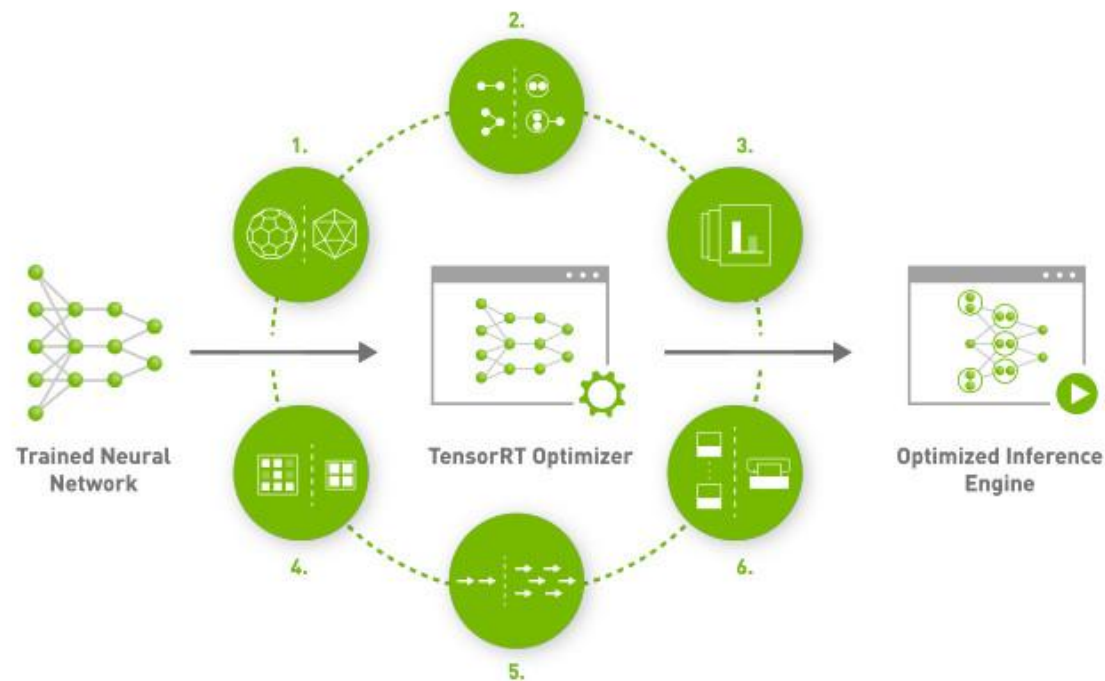 2.
1.
3.
Trained Neural
Network
TensorRT Optimizer
Optimized Inference
Engine
4.
6.
5.